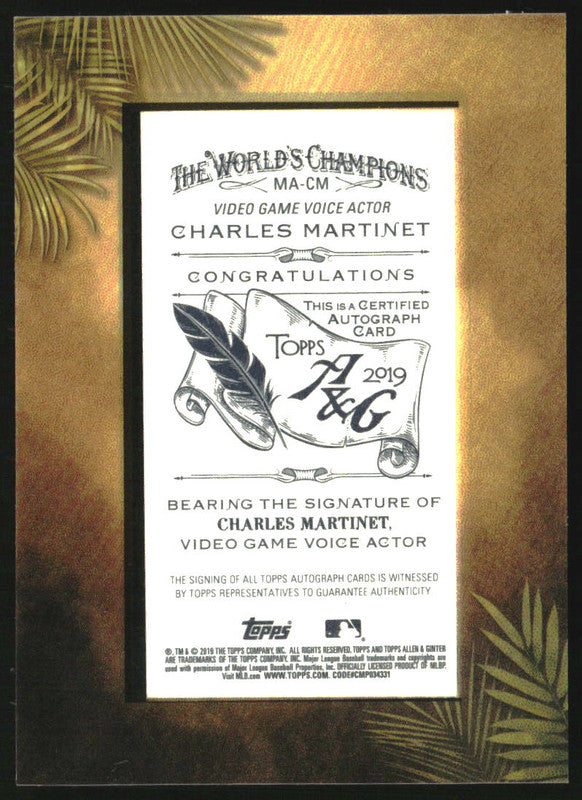 THE WORLD'S CHAMPIONS
MA-CM
VIDEO GAME VOICE ACTOR
CHARLES MARTINET
CONGRATULATIONS
THIS IS A CERTIFIED
AUTOGRAPH
CARD
TOPPS
A&G
2019
BEARING THE SIGNATURE OF
CHARLES MARTINET,
VIDEO GAME VOICE ACTOR
THE SIGNING OF ALL TOPPS AUTOGRAPH CARDS IS WITNESSED
BY TOPPS REPRESENTATIVES TO GUARANTEE AUTHENTICITY
topps
®, TM & © 2019 THE TOPPS COMPANY, INC. ALL RIGHTS RESERVED. TOPPS AND TOPPS ALLEN & GINTER
ARE TRADEMARKS OF THE TOPPS COMPANY, INC. Major League Baseball trademarks and copyrights are
used with permission of Major League Baseball Properties, Inc. OFFICIALLY LICENSED PRODUCT OF MLBP.
Visit MLB.com WWW.TOPPS.COM. CODE#CMP034331